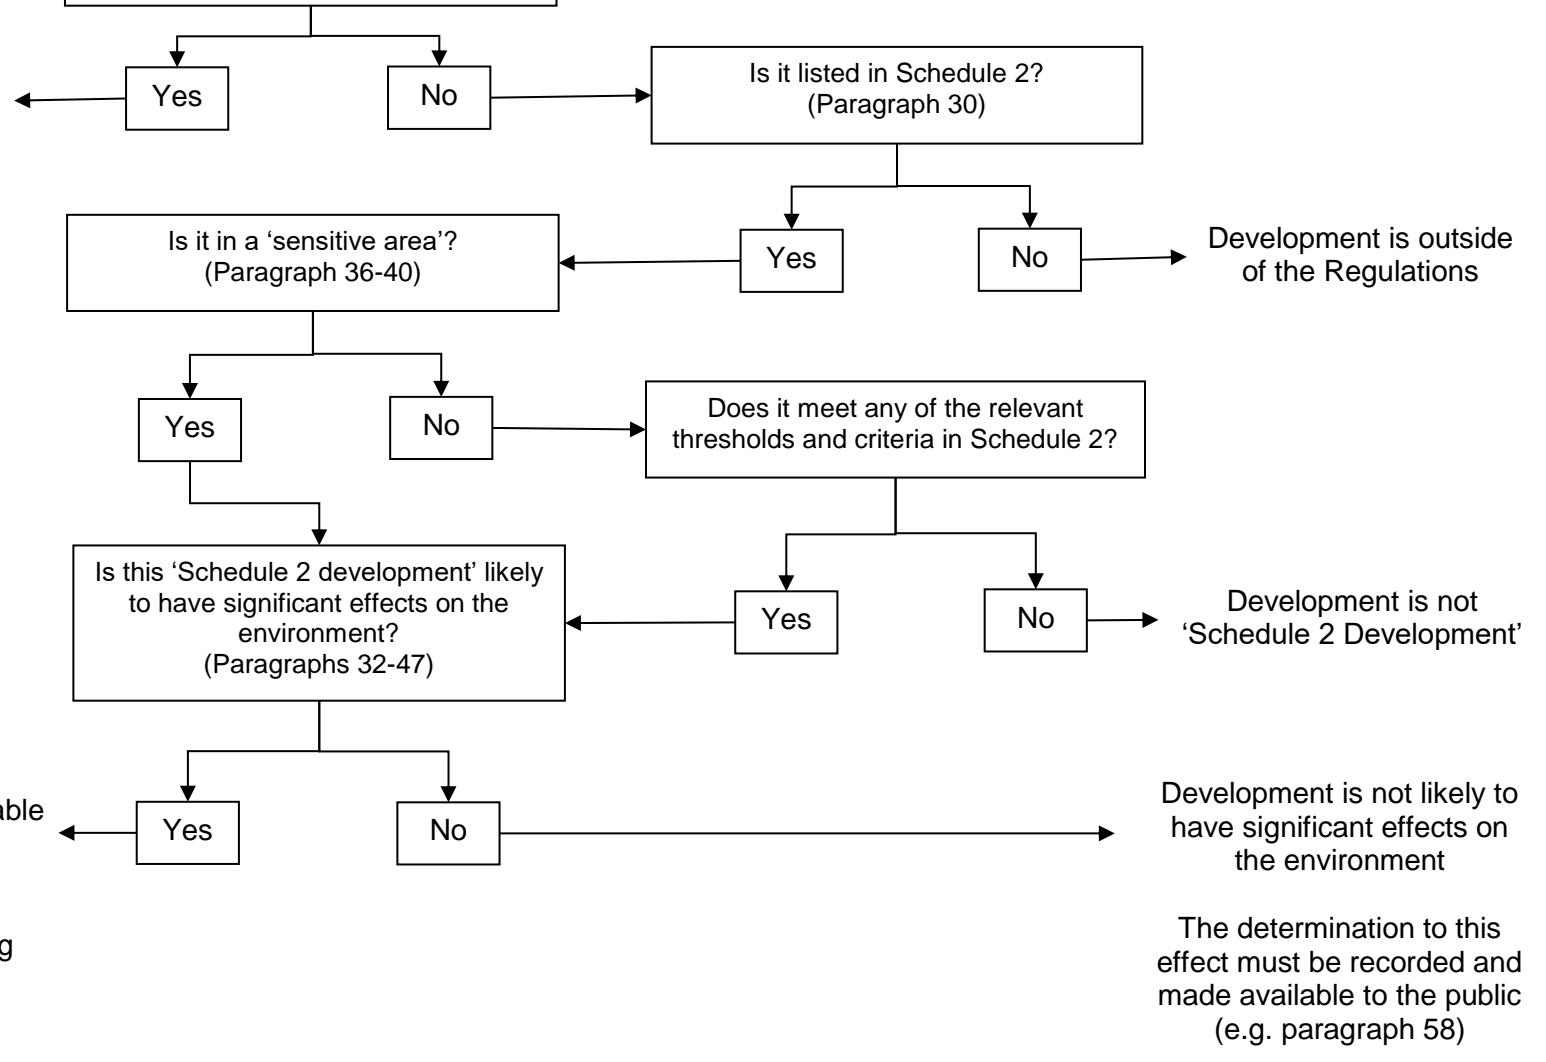 Yes
No
Is it listed in Schedule 2?
(Paragraph 30)
Is it in a ‘sensitive area’?
(Paragraph 36-40)
Yes
No
Development is outside
of the Regulations
Yes
No
Does it meet any of the relevant
thresholds and criteria in Schedule 2?
Is this ‘Schedule 2 development’ likely
to have significant effects on the
environment?
(Paragraphs 32-47)
Yes
No
Development is not
‘Schedule 2 Development’
able
Yes
No
Development is not likely to
have significant effects on
the environment
g
The determination to this
effect must be recorded and
made available to the public
(e.g. paragraph 58)